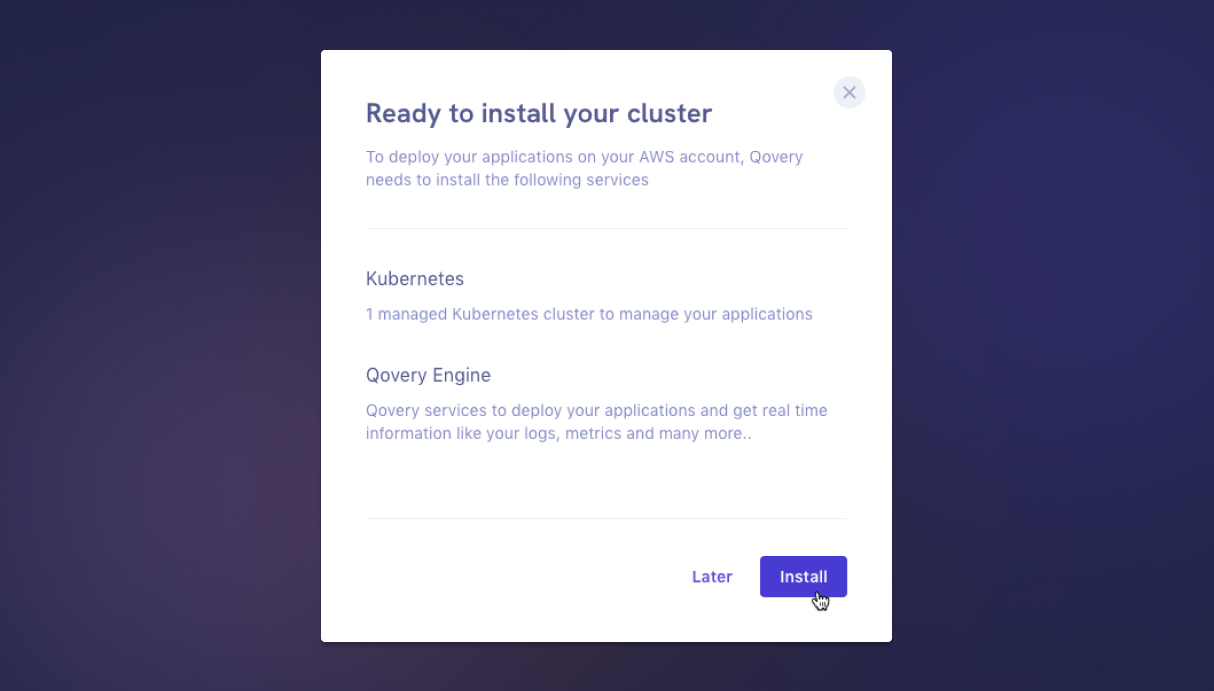 Ready to install your cluster
To deploy your applications on your AWS account, Qovery
needs to install the following services
Kubernetes
1 managed Kubernetes cluster to manage your applications
Qovery Engine
Qovery services to deploy your applications and get real time
information like your logs, metrics and many more..
Later
Install